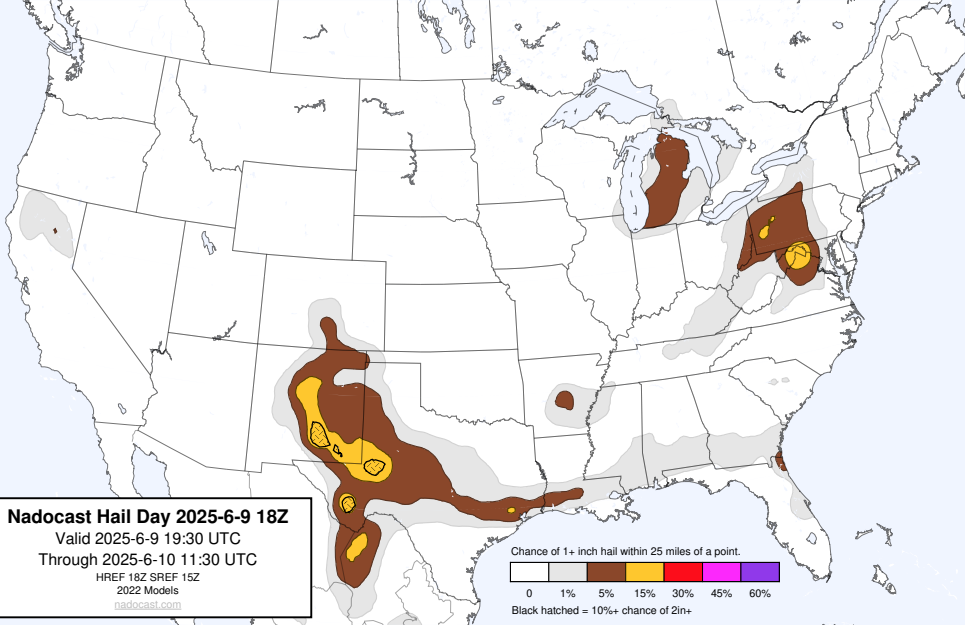 Nadocast Hail Day 2025-6-9 18Z
Valid 2025-6-9 19:30 UTC
Through 2025-6-10 11:30 UTC
HREF 18Z SREF 15Z
2022 Models
nadocast.com
Chance of 1+ inch hail within 25 miles of a point.
0 1% 5% 15% 30% 45% 60%
Black hatched = 10%+ chance of 2in+